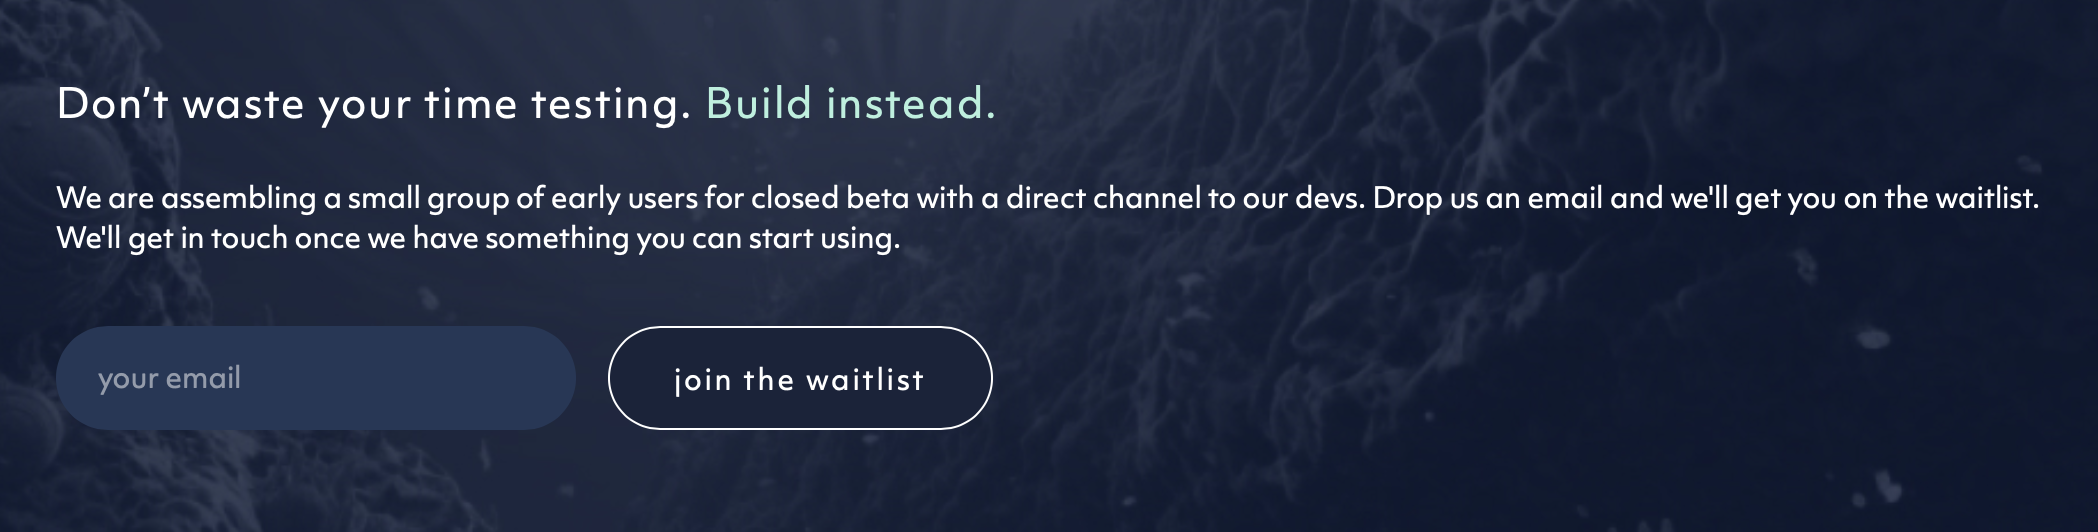 Don’t waste your time testing. Build instead.
We are assembling a small group of early users for closed beta with a direct channel to our devs. Drop us an email and we'll get you on the waitlist.
We'll get in touch once we have something you can start using.
your email
join the waitlist